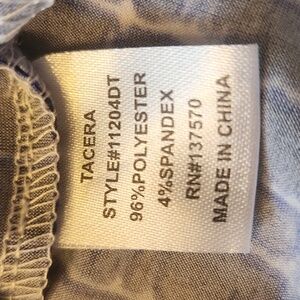 TACERA
STYLE#11204DT
96%POLYESTER
4%SPANDEX
RN#137570
MADE IN CHINA